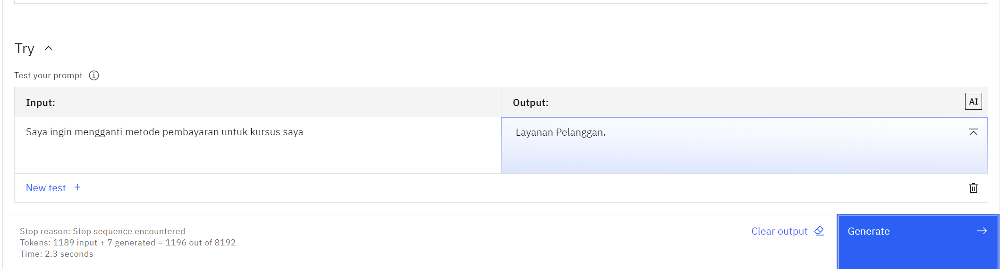 Try
Test your prompt
Input:
Output:
AI
Saya ingin mengganti metode pembayaran untuk kursus saya
Layanan Pelanggan.
New test +
Stop reason: Stop sequence encountered
Tokens: 1189 input + 7 generated = 1196 out of 8192
Time: 2.3 seconds
Clear output
Generate